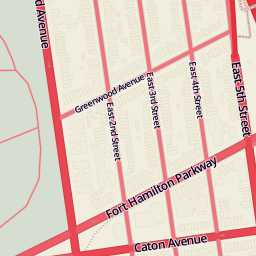 d Avenue
Greenwood Avenue
East 2nd Street
East 3rd Street
East 4th Street
East 5th Street
Fort Hamilton Parkway
Caton Avenue